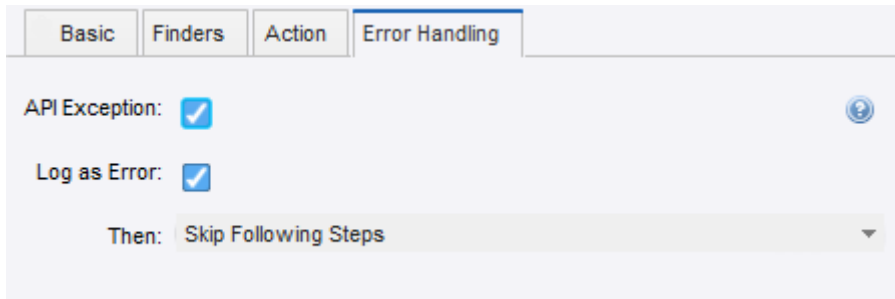 Basic Finders Action Error Handling
API Exception:
Log as Error:
Then: Skip Following Steps